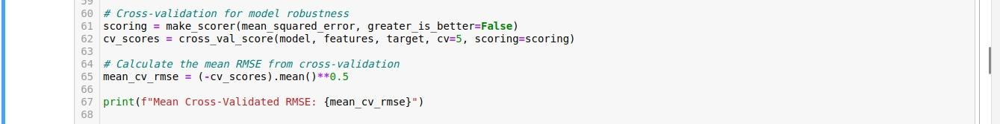 59
60 # Cross-validation for model robustness
61 scoring = make_scorer(mean_squared_error, greater_is_better=False)
62 cv_scores = cross_val_score(model, features, target, cv=5, scoring=scoring)
63
64 # Calculate the mean RMSE from cross-validation
65 mean_cv_rmse = (-cv_scores).mean()**0.5
66
67 print(f"Mean Cross-Validated RMSE: {mean_cv_rmse}")
68